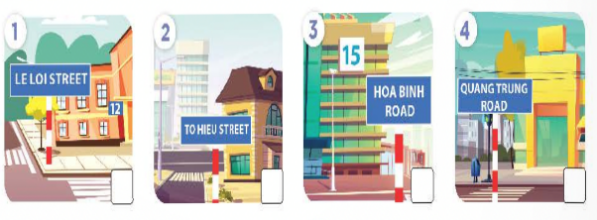 1
LE LOI STREET
12
2
TO HIEU STREET
3
15
HOA BINH
ROAD
4
QUANG TRUNG
ROAD